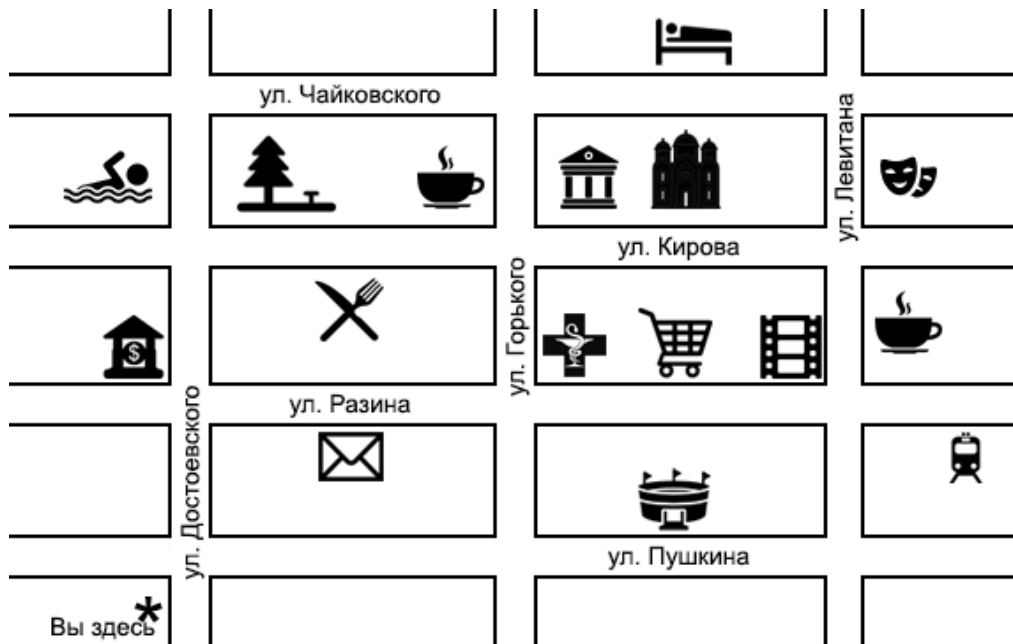 ул. Чайковского
ул. Левитана
ул. Кирова
ул. Горького
ул. Разина
ул. Достоевского
ул. Пушкина
Вы здесь